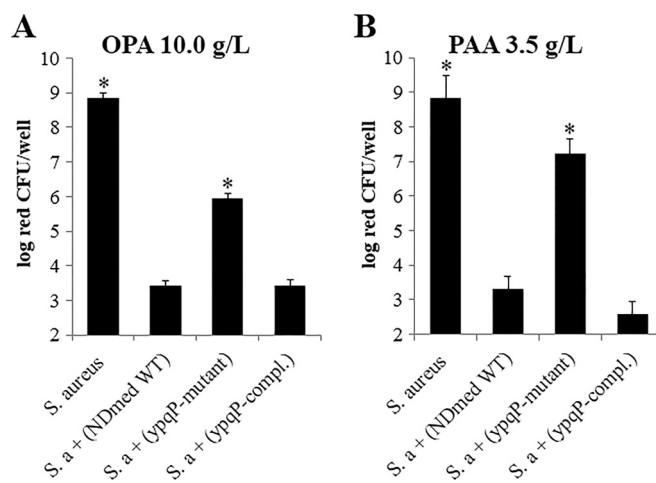 A
OPA 10.0 g/L
log red CFU/well
10
9
8
7
6
5
4
3
2
*
*
S. aureus
S. a + (NDmed WT)
S. a + (ypqP-mutant)
S. a + (ypqP-compl.)
B
PAA 3.5 g/L
log red CFU/well
10
9
8
7
6
5
4
3
2
*
*
S. aureus
S. a + (NDmed WT)
S. a + (ypqP-mutant)
S. a + (ypqP-compl.)